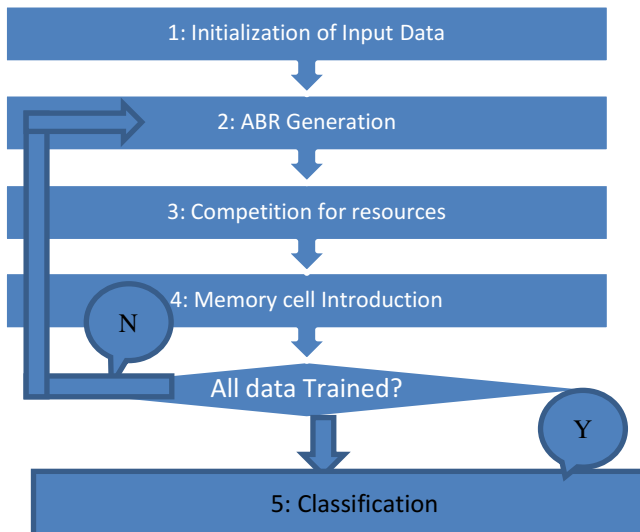 1: Initialization of Input Data
2: ABR Generation
3: Competition for resources
4: Memory cell Introduction
N
All data Trained?
Y
5: Classification